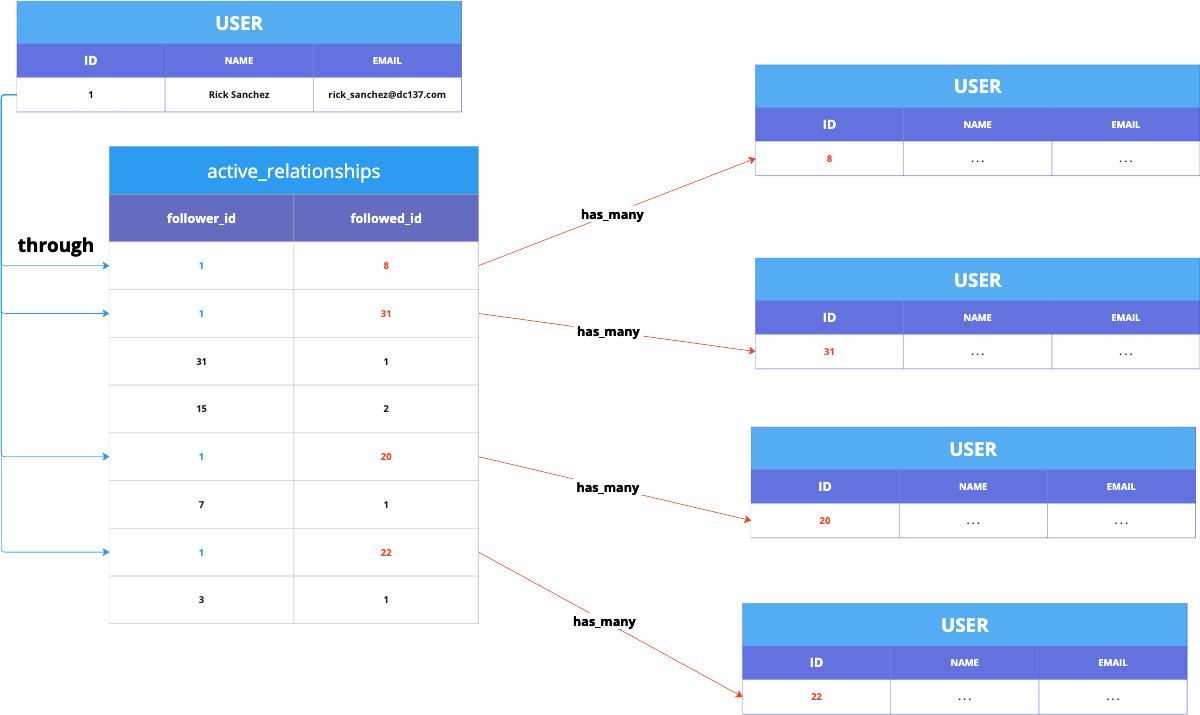 USER
ID NAME EMAIL
1 Rick Sanchez rick_sanchez@dc137.com
active_relationships
follower_id followed_id
through
1 8
1 31
31 1
15 2
1 20
7 1
1 22
3 1
has_many
has_many
has_many
has_many
USER
ID NAME EMAIL
8 ... ...
USER
ID NAME EMAIL
31 ... ...
USER
ID NAME EMAIL
20 ... ...
USER
ID NAME EMAIL
22 ... ...